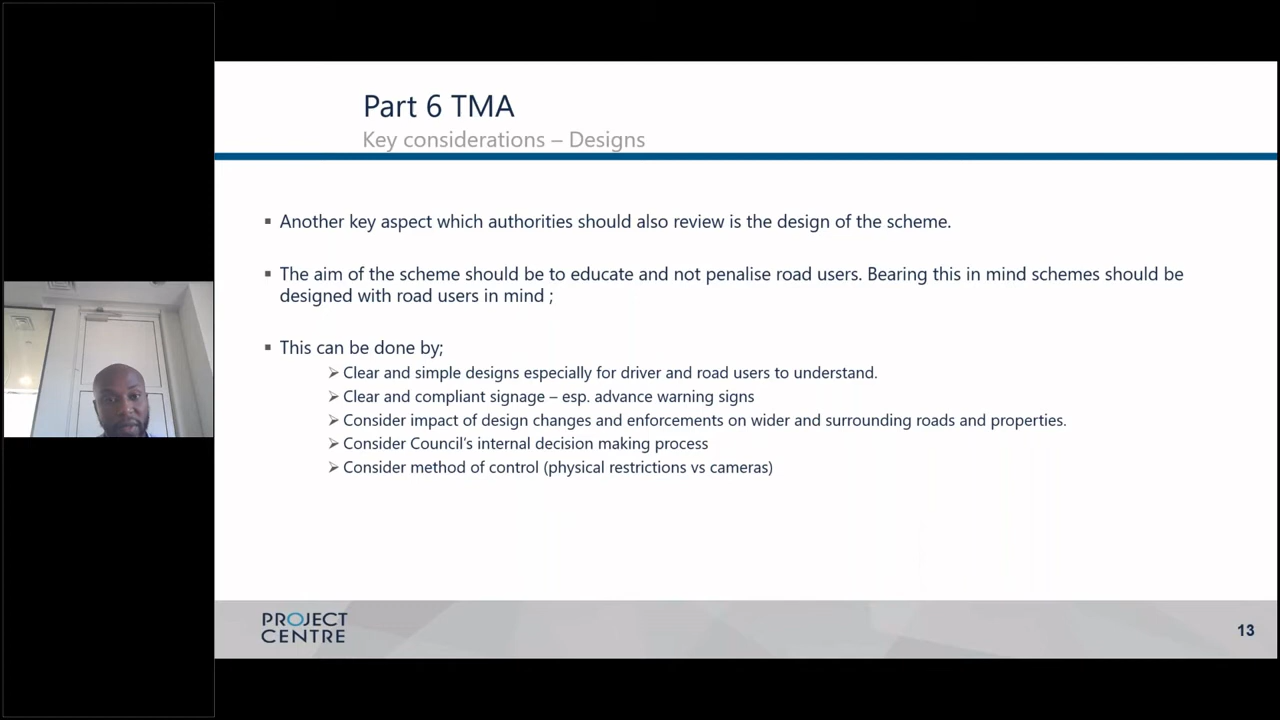 Part 6 TMA
Key considerations – Designs
▪ Another key aspect which authorities should also review is the design of the scheme.
▪ The aim of the scheme should be to educate and not penalise road users. Bearing this in mind schemes should be
designed with road users in mind ;
▪ This can be done by;
➢ Clear and simple designs especially for driver and road users to understand.
➢ Clear and compliant signage – esp. advance warning signs
➢ Consider impact of design changes and enforcements on wider and surrounding roads and properties.
➢ Consider Council's internal decision making process
➢ Consider method of control (physical restrictions vs cameras)
PROJECT
CENTRE
13